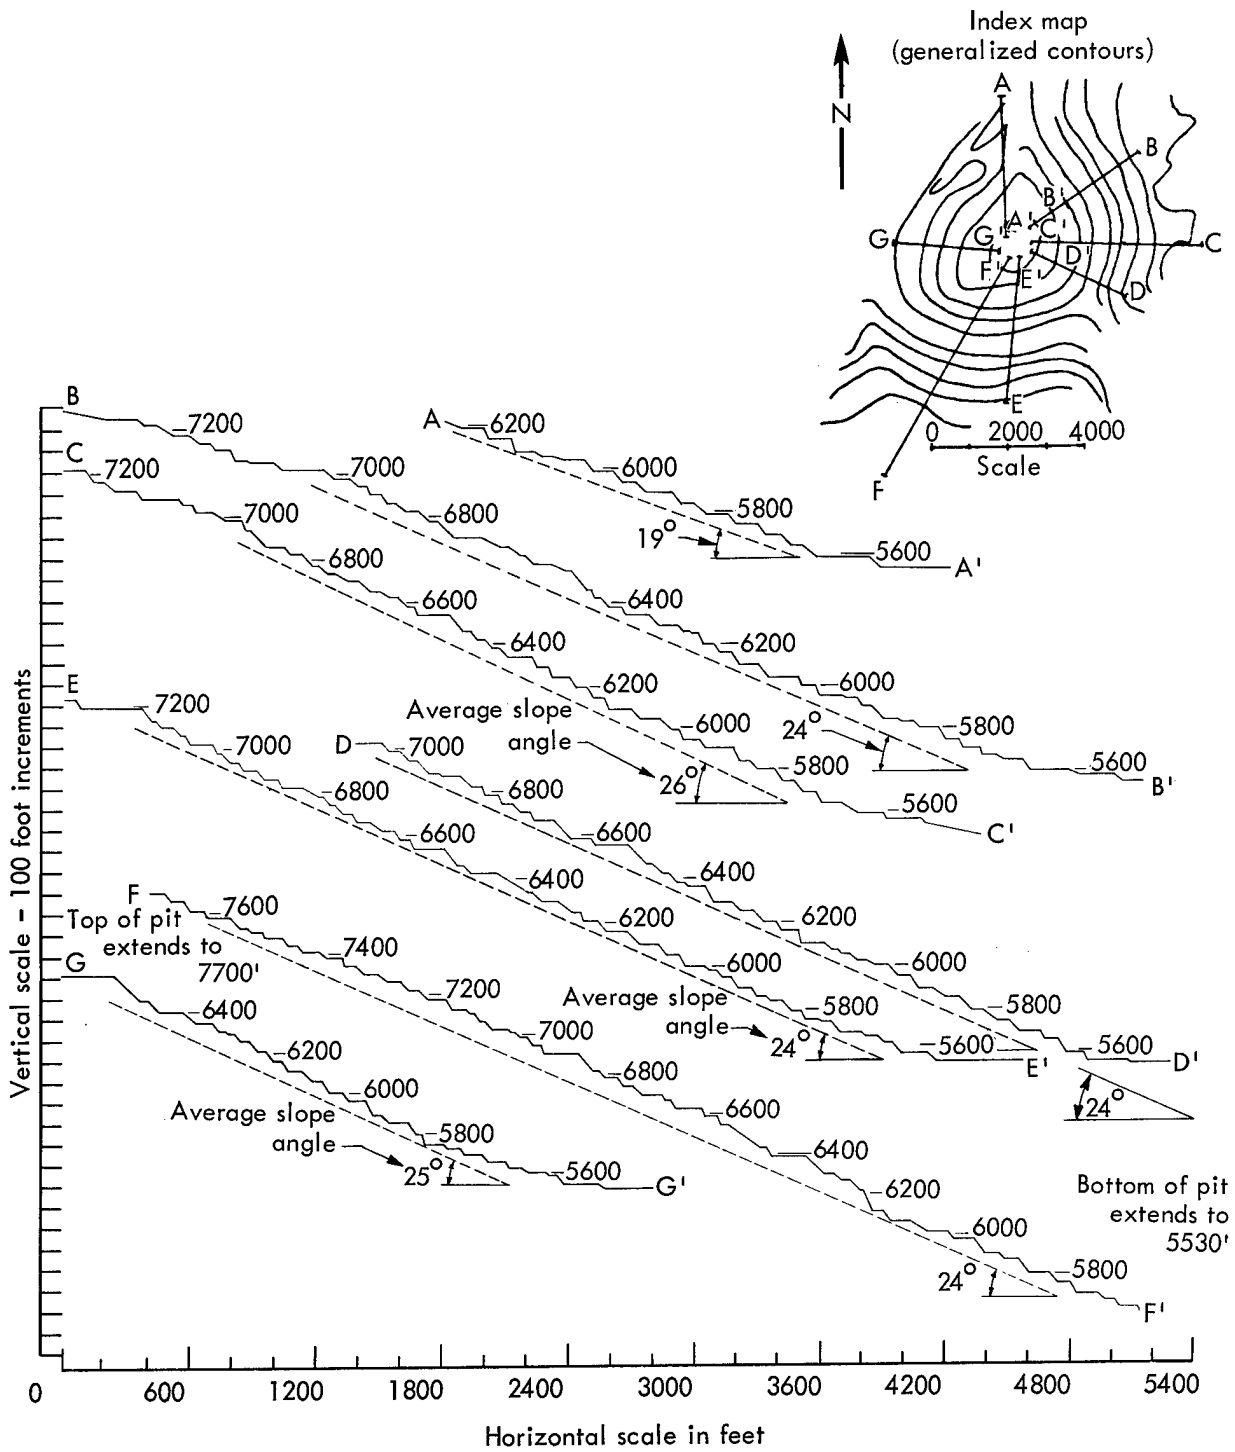 Index map
(generalized contours)
N
A
B
B'
A'
C'
G
G'
C
D'
F'
E'
D
E
0 2000 4000
Scale
F
B
7200
7000
6800
6400
6200
6000
5800
5600
B'
A
6200
6000
5800
19°
5600
A'
C
7200
7000
6800
6600
6400
6200
6000
5800
5600
C'
24°
Average slope
angle
26°
E
7200
7000
6800
6600
6400
6200
6000
5800
5600
E'
D
7000
6800
6600
6400
6200
6000
5800
5600
D'
Average slope
angle
24°
24°
F
7600
7400
7200
7000
6800
6600
6400
6200
6000
5800
F'
24°
Top of pit
extends to
7700'
G
6400
6200
6000
5800
5600
G'
Average slope
angle
25°
Bottom of pit
extends to
5530'
Vertical scale - 100 foot increments
0 600 1200 1800 2400 3000 3600 4200 4800 5400
Horizontal scale in feet